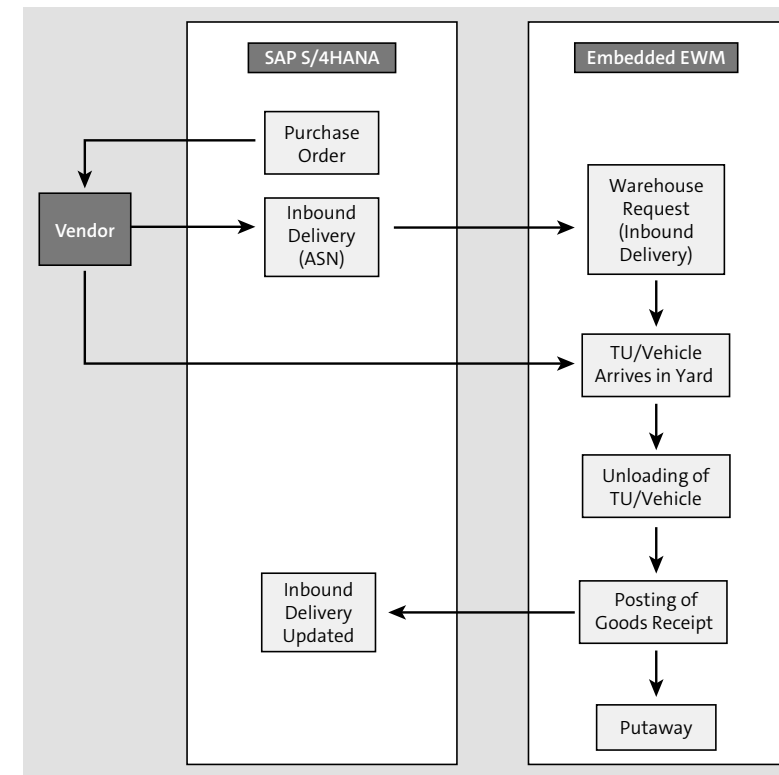 SAP S/4HANA
Embedded EWM
Purchase
Order
Vendor
Inbound
Delivery
(ASN)
Warehouse
Request
(Inbound
Delivery)
TU/Vehicle
Arrives in Yard
Unloading of
TU/Vehicle
Inbound
Delivery
Updated
Posting of
Goods Receipt
Putaway